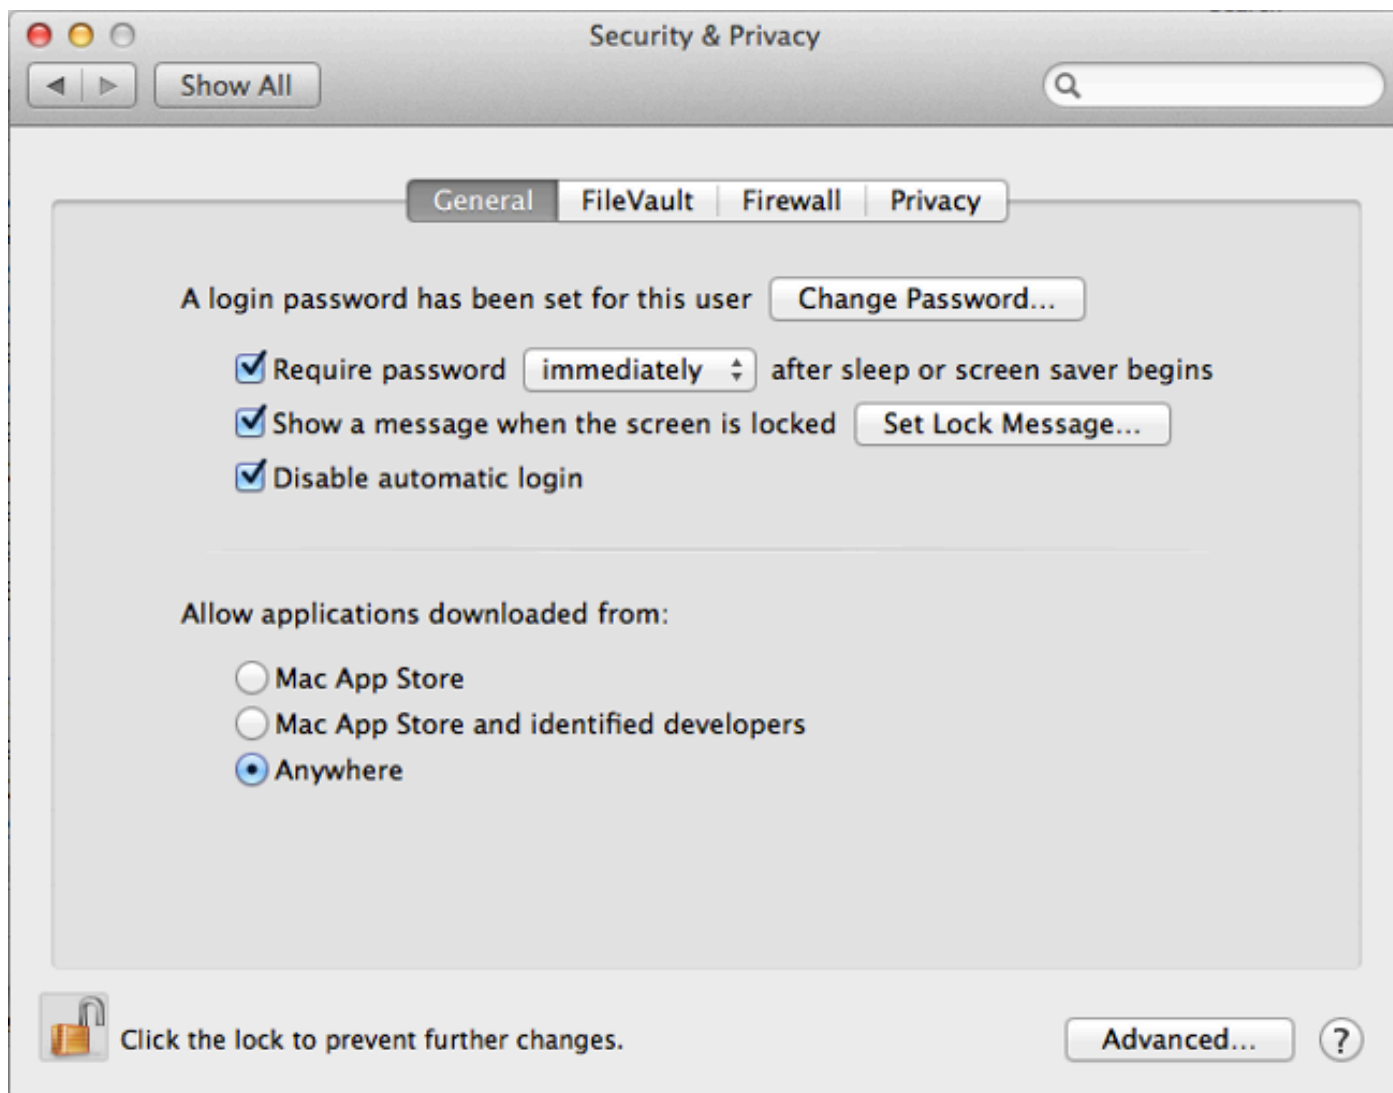 Security & Privacy
Show All
General FileVault Firewall Privacy
A login password has been set for this user Change Password...
Require password immediately after sleep or screen saver begins
Show a message when the screen is locked Set Lock Message...
Disable automatic login
Allow applications downloaded from:
Mac App Store
Mac App Store and identified developers
Anywhere
Click the lock to prevent further changes. Advanced... ?